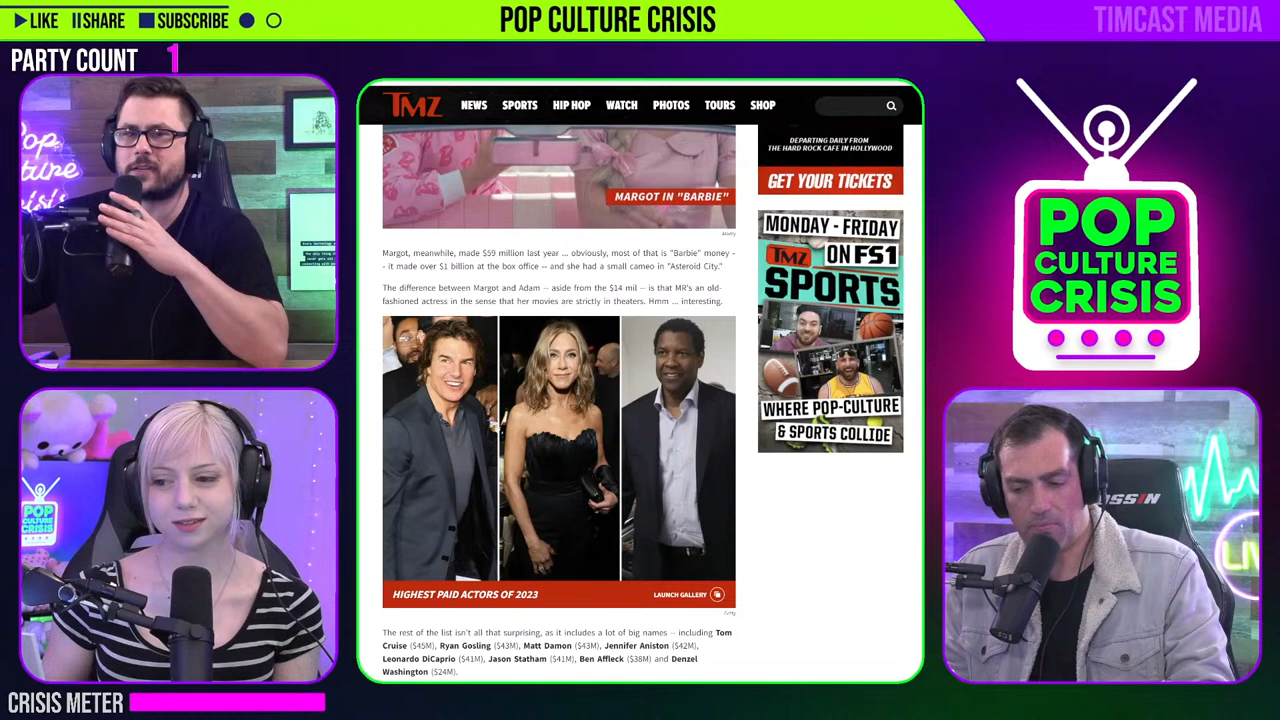 LIKE SHARE SUBSCRIBE
POP CULTURE CRISIS
TIMCAST MEDIA
PARTY COUNT 1
Pop
ture
TMZ NEWS SPORTS HIP HOP WATCH PHOTOS TOURS SHOP
MARGOT IN "BARBIE"
Margot, meanwhile, made $59 million last year ... obviously, most of that is "Barbie" money -
- it made over $1 billion at the box office -- and she had a small cameo in "Asteroid City."
The difference between Margot and Adam -- aside from the $14 mil -- is that MR's an old-
fashioned actress in the sense that her movies are strictly in theaters. Hmm ... interesting.
HIGHEST PAID ACTORS OF 2023
LAUNCH GALLERY
Getty
The rest of the list isn't all that surprising, as it includes a lot of big names -- including Tom
Cruise ($45M), Ryan Gosling ($43M), Matt Damon ($43M), Jennifer Aniston ($42M),
Leonardo DiCaprio ($41M), Jason Statham ($41M), Ben Affleck ($38M) and Denzel
Washington ($24M).
DEPARTING DAILY FROM
THE HARD ROCK CAFE IN HOLLYWOOD
GET YOUR TICKETS
MONDAY - FRIDAY
TMZ ON FS1
SPORTS
WHERE POP-CULTURE
& SPORTS COLLIDE
POP
CULTURE
CRISIS
POP
CULTURE
CRISIS
LIV
CRISIS METER